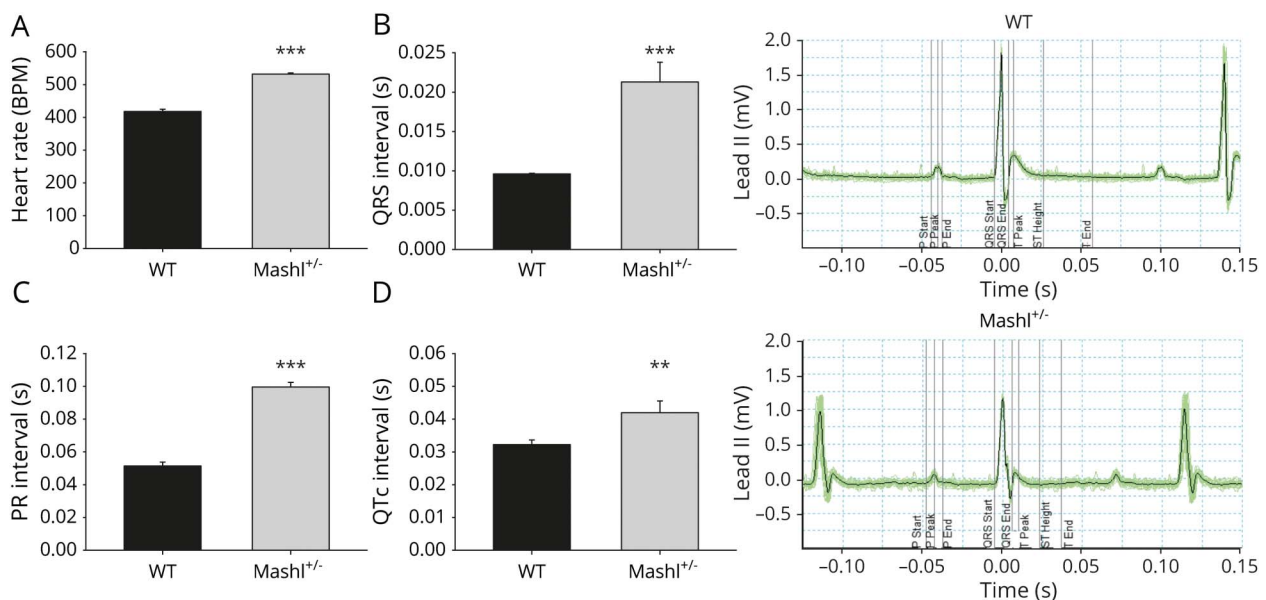 A
Heart rate (BPM)
600
500
400
300
200
100
0
***
WT
MashI+/-
B
QRS interval (s)
0.025
0.020
0.015
0.010
0.005
0.000
***
WT
MashI+/-
WT
Lead II (mV)
2.0
1.5
1.0
0.5
0.0
−0.5
P Start
P Peak
P End
QRS Start
QRS End
T Peak
ST Height
T End
−0.10
−0.05
0.00
0.05
0.10
0.15
Time (s)
C
PR interval (s)
0.12
0.10
0.08
0.06
0.04
0.02
0.00
***
WT
MashI+/-
D
QTc interval (s)
0.06
0.05
0.04
0.03
0.02
0.01
0.00
**
WT
MashI+/-
MashI+/-
Lead II (mV)
2.0
1.5
1.0
0.5
0.0
−0.5
P Start
P Peak
P End
QRS Start
QRS End
T Peak
ST Height
T End
−0.10
−0.05
0.00
0.05
0.10
0.15
Time (s)